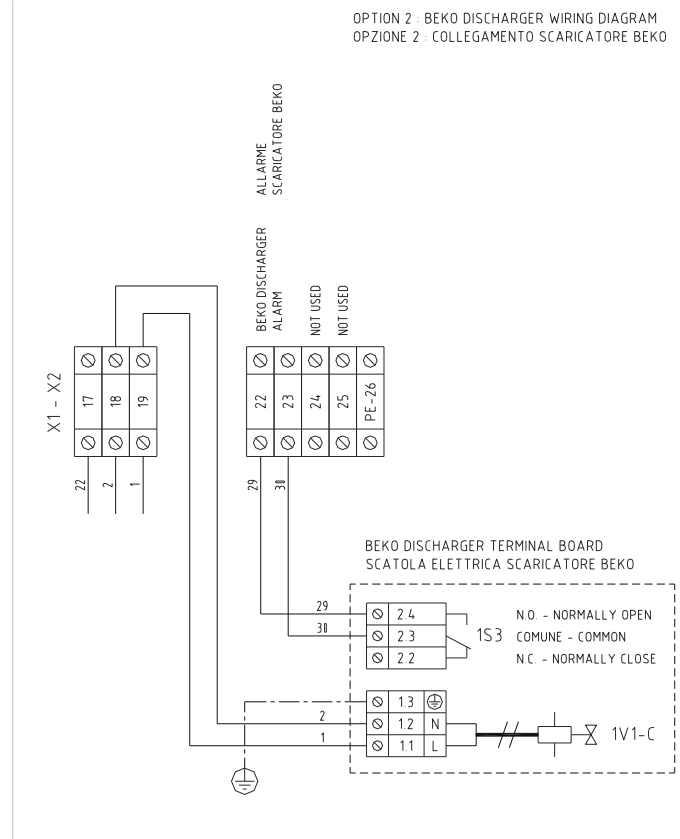 OPTION 2 : BEKO DISCHARGER WIRING DIAGRAM
OPZIONE 2 : COLLEGAMENTO SCARICATORE BEKO
ALLARME
SCARICATORE BEKO
BEKO DISCHARGER
ALARM
NOT USED
NOT USED
X1 - X2
17
18
19
22
23
24
25
PE-26
22
2
1
29
30
BEKO DISCHARGER TERMINAL BOARD
SCATOLA ELETTRICA SCARICATORE BEKO
29
2.4
N.O. - NORMALLY OPEN
30
2.3
1S3
COMUNE - COMMON
2.2
N.C. - NORMALLY CLOSE
1.3
2
1.2
N
1
1.1
L
1V1-C